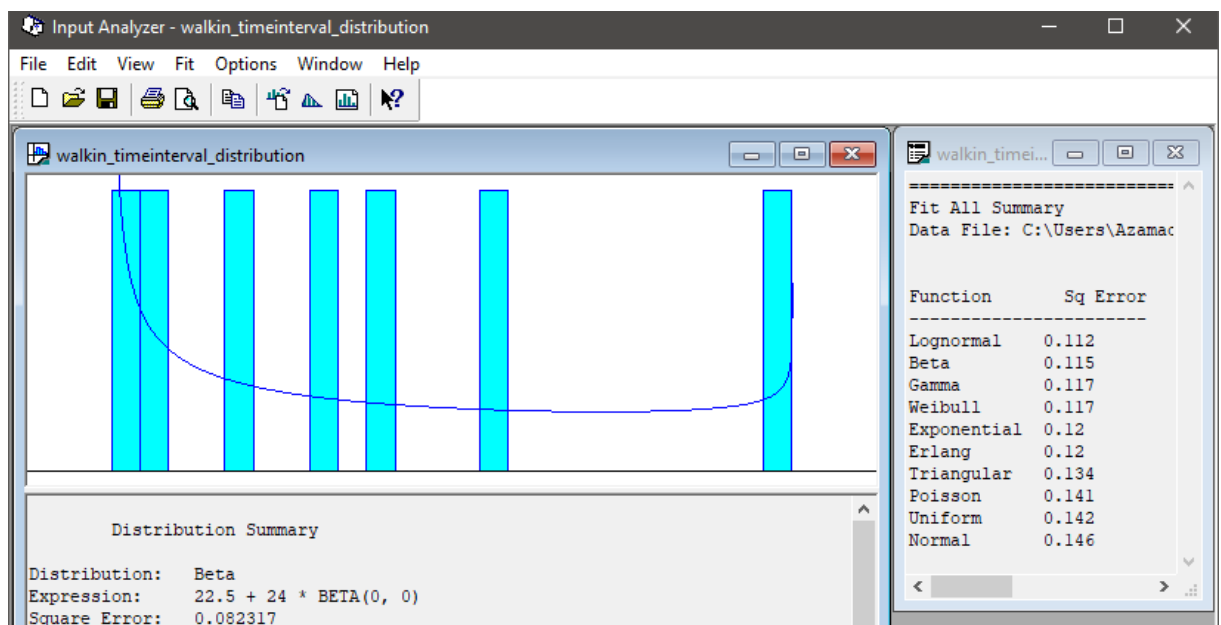 Input Analyzer - walkin_timeinterval_distribution
File Edit View Fit Options Window Help
walkin_timeinterval_distribution
Distribution Summary
Distribution: Beta
Expression: 22.5 + 24 * BETA(0, 0)
Square Error: 0.082317
walkin_timei...
===========================
Fit All Summary
Data File: C:\Users\Azamac
Function Sq Error
------------------------
Lognormal 0.112
Beta 0.115
Gamma 0.117
Weibull 0.117
Exponential 0.12
Erlang 0.12
Triangular 0.134
Poisson 0.141
Uniform 0.142
Normal 0.146